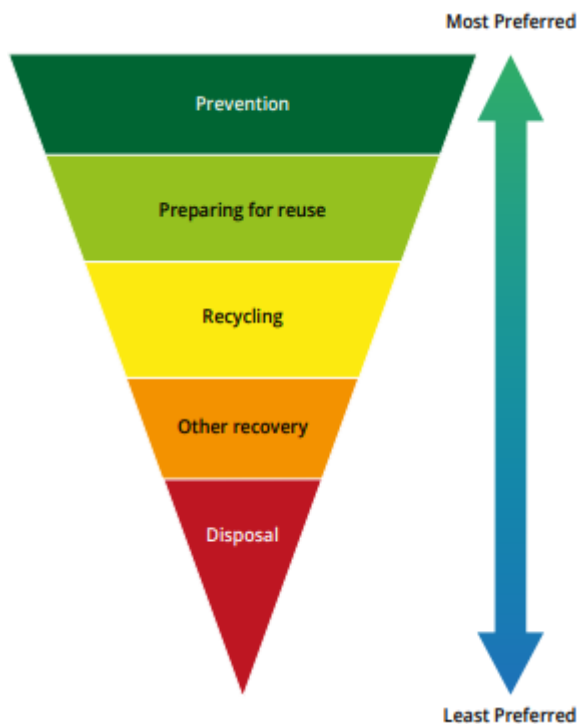 Most Preferred
Prevention
Preparing for reuse
Recycling
Other recovery
Disposal
Least Preferred